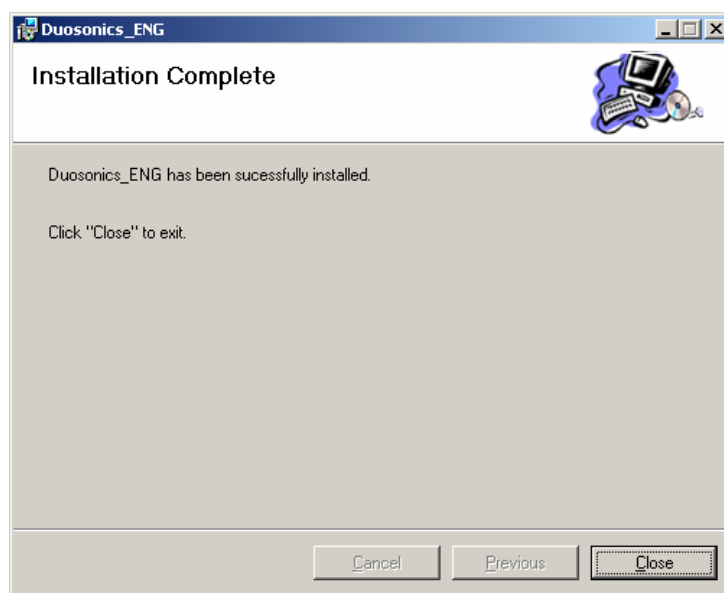 Duosonics_ENG
Installation Complete
Duosonics_ENG has been sucessfully installed.
Click "Close" to exit.
Cancel Previous Close